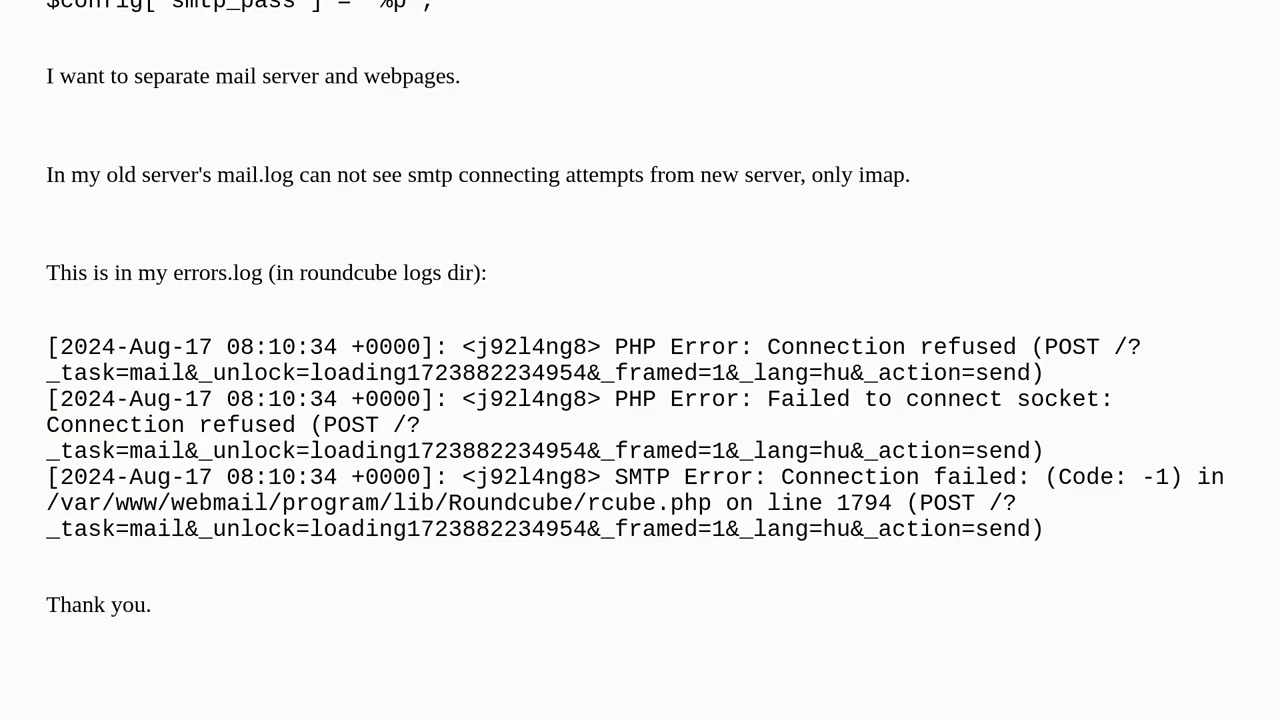 $config['smtp_pass'] = '%p';
I want to separate mail server and webpages.
In my old server's mail.log can not see smtp connecting attempts from new server, only imap.
This is in my errors.log (in roundcube logs dir):
[2024-Aug-17 08:10:34 +0000]: <j92l4ng8> PHP Error: Connection refused (POST /?
_task=mail&_unlock=loading1723882234954&_framed=1&_lang=hu&_action=send)
[2024-Aug-17 08:10:34 +0000]: <j92l4ng8> PHP Error: Failed to connect socket:
Connection refused (POST /?
_task=mail&_unlock=loading1723882234954&_framed=1&_lang=hu&_action=send)
[2024-Aug-17 08:10:34 +0000]: <j92l4ng8> SMTP Error: Connection failed: (Code: -1) in
/var/www/webmail/program/lib/Roundcube/rcube.php on line 1794 (POST /?
_task=mail&_unlock=loading1723882234954&_framed=1&_lang=hu&_action=send)
Thank you.